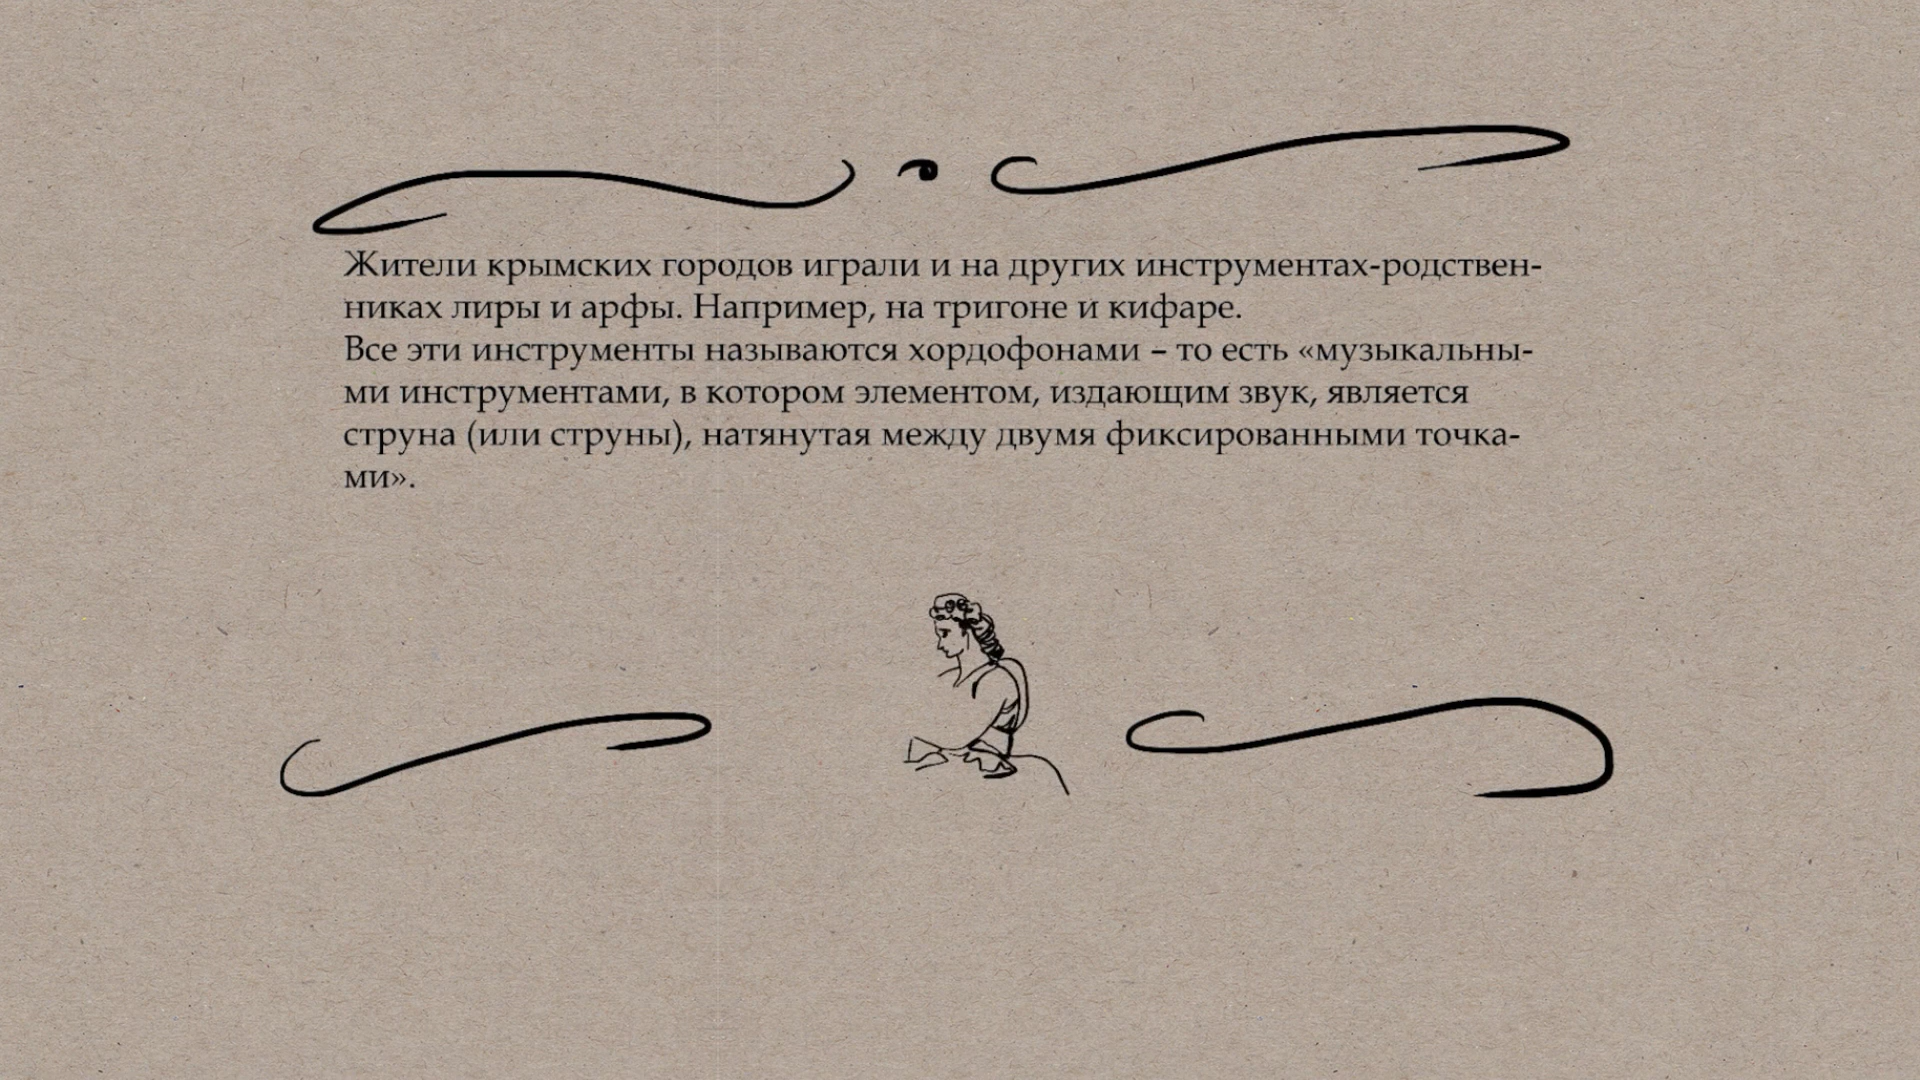 Жители крымских городов играли и на других инструментах-родствен-
никах лиры и арфы. Например, на тригоне и кифаре.
Все эти инструменты называются хордофонами – то есть «музыкальны-
ми инструментами, в котором элементом, издающим звук, является
струна (или струны), натянутая между двумя фиксированными точка-
ми».